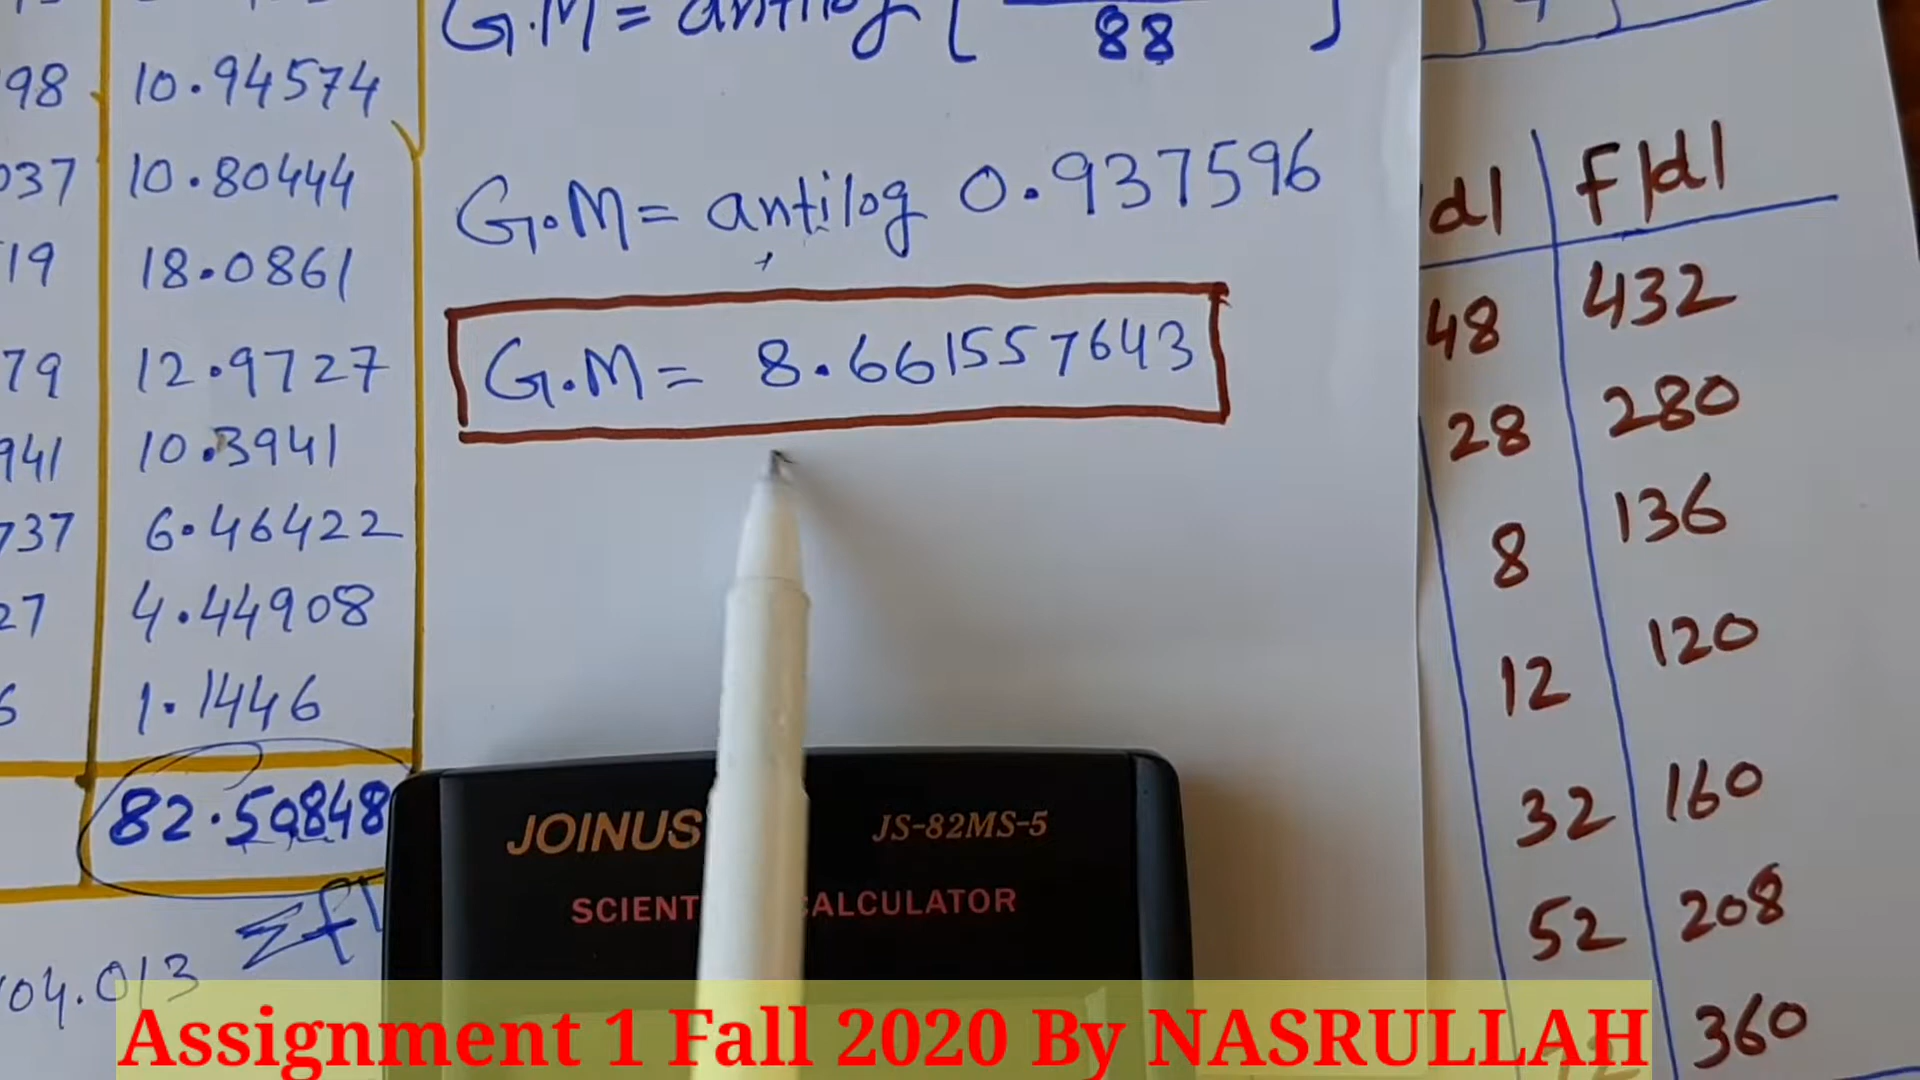 98 10.94574
037 10.80444
19 18.0861
79 12.9727
941 10.3941
737 6.46422
27 4.44908
6 1.1446
82.50848
Σf
04.013
G.M = antilog [ 88 ]
G.M = antilog 0.937596
G.M = 8.661557643
JOINUS JS-82MS-5
SCIENT ALCULATOR
|d| f|d|
48 432
28 280
8 136
12 120
32 160
52 208
360
Assignment 1 Fall 2020 By NASRULLAH